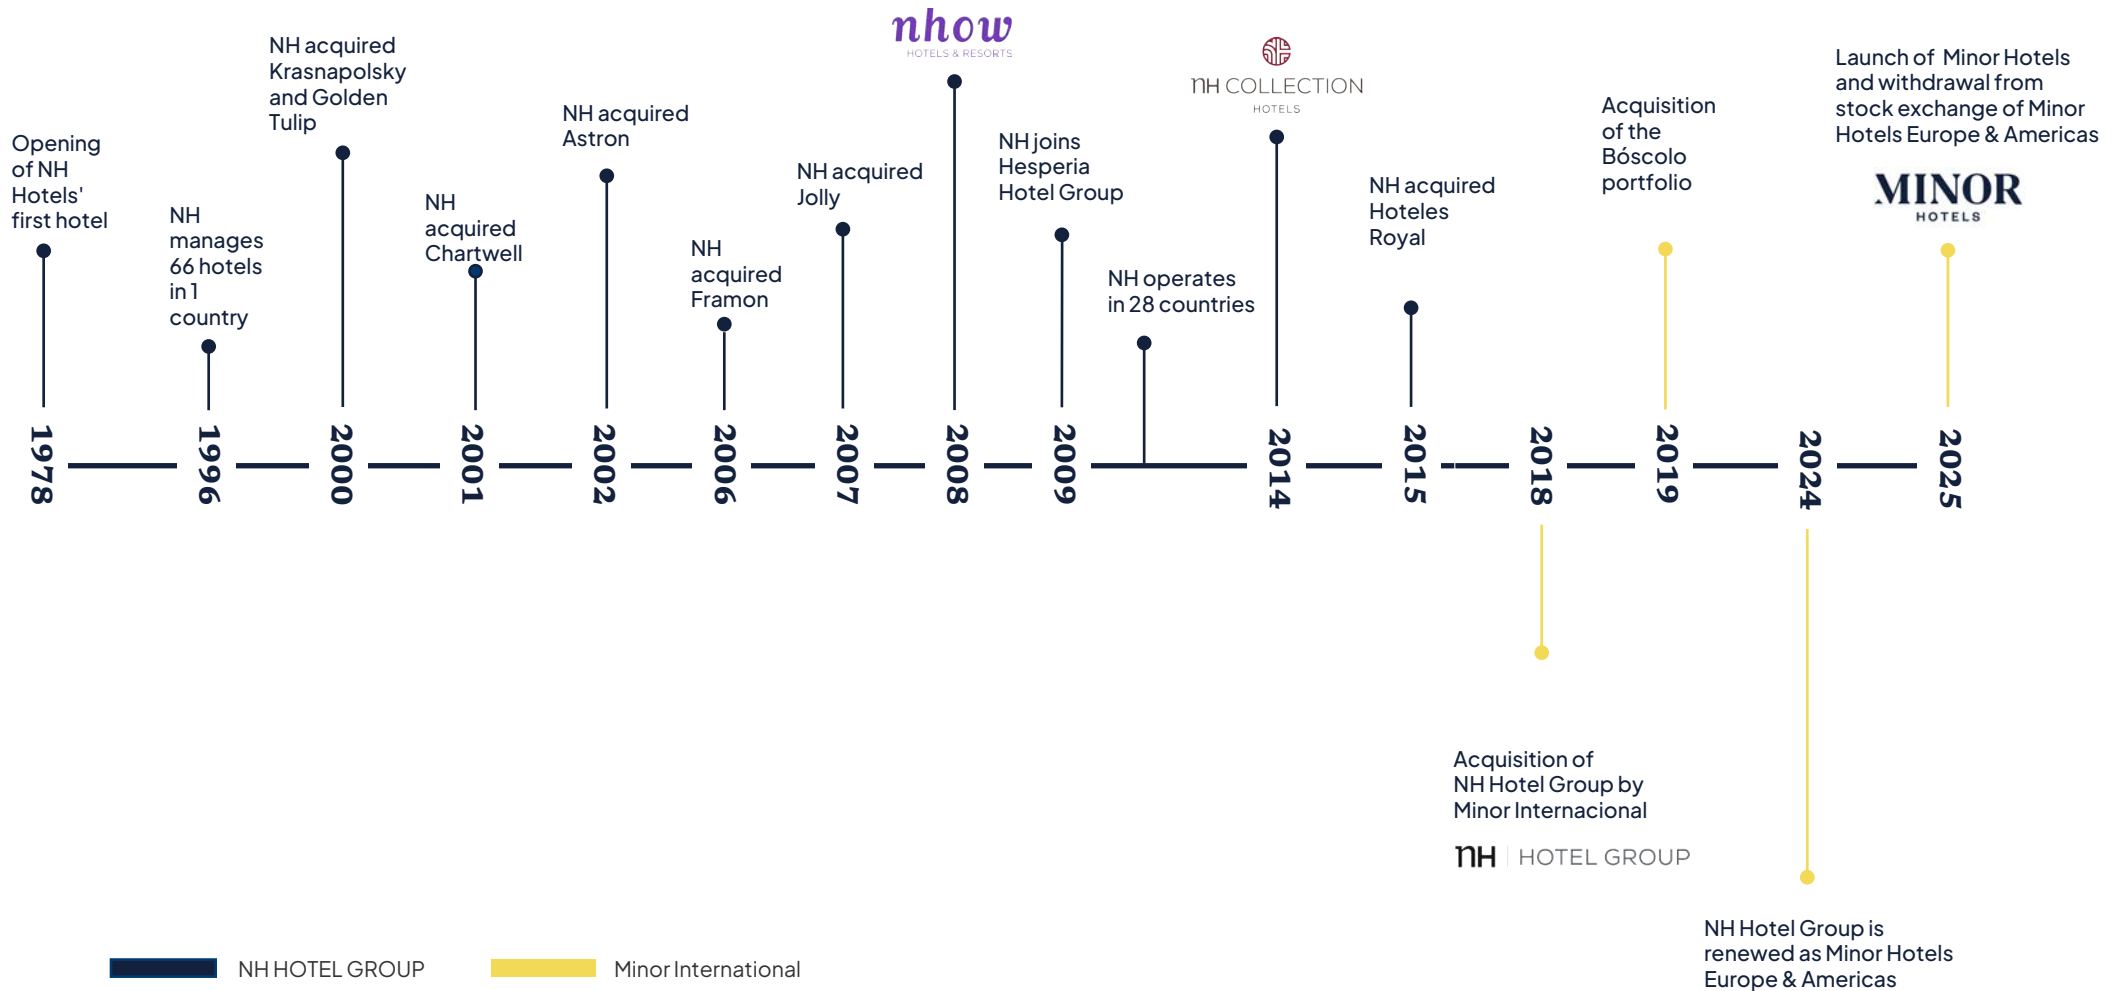 Opening
of NH
Hotels'
first hotel
NH
manages
66 hotels
in 1
country
NH acquired
Krasnapolsky
and Golden
Tulip
NH
acquired
Chartwell
NH acquired
Astron
NH
acquired
Framon
NH acquired
Jolly
nhow
HOTELS & RESORTS
NH joins
Hesperia
Hotel Group
NH operates
in 28 countries
NH COLLECTION
HOTELS
NH acquired
Hoteles
Royal
Acquisition
of the
Bóscolo
portfolio
Launch of Minor Hotels
and withdrawal from
stock exchange of Minor
Hotels Europe & Americas
MINOR
HOTELS
1978
1996
2000
2001
2002
2006
2007
2008
2009
2014
2015
2018
2019
2024
2025
Acquisition of
NH Hotel Group by
Minor Internacional
NH | HOTEL GROUP
NH Hotel Group is
renewed as Minor Hotels
Europe & Americas
NH HOTEL GROUP
Minor International